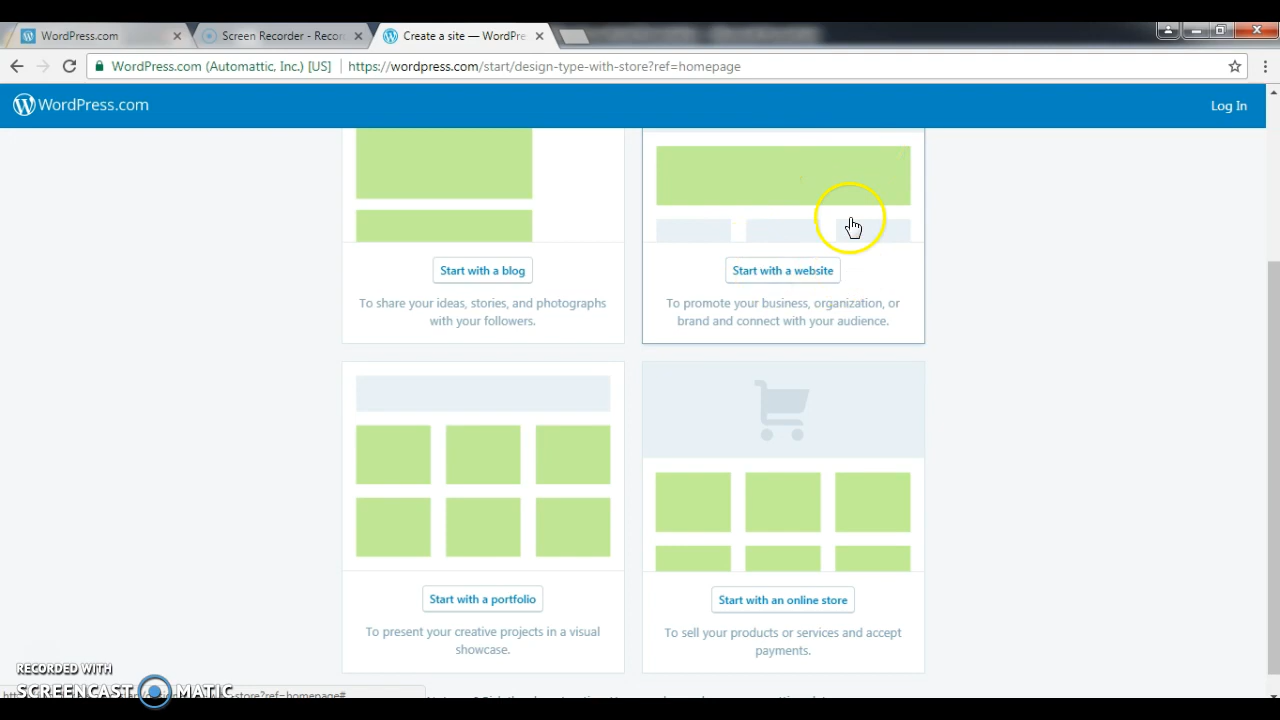 WordPress.com
Screen Recorder - Reco
Create a site — WordPre
WordPress.com (Automattic, Inc.) [US]
https://wordpress.com/start/design-type-with-store?ref=homepage
WordPress.com
Log In
Start with a blog
To share your ideas, stories, and photographs
with your followers.
Start with a website
To promote your business, organization, or
brand and connect with your audience.
Start with a portfolio
To present your creative projects in a visual
showcase.
Start with an online store
To sell your products or services and accept
payments.
RECORDED WITH
SCREENCAST MATIC
-store?ref=homepage#